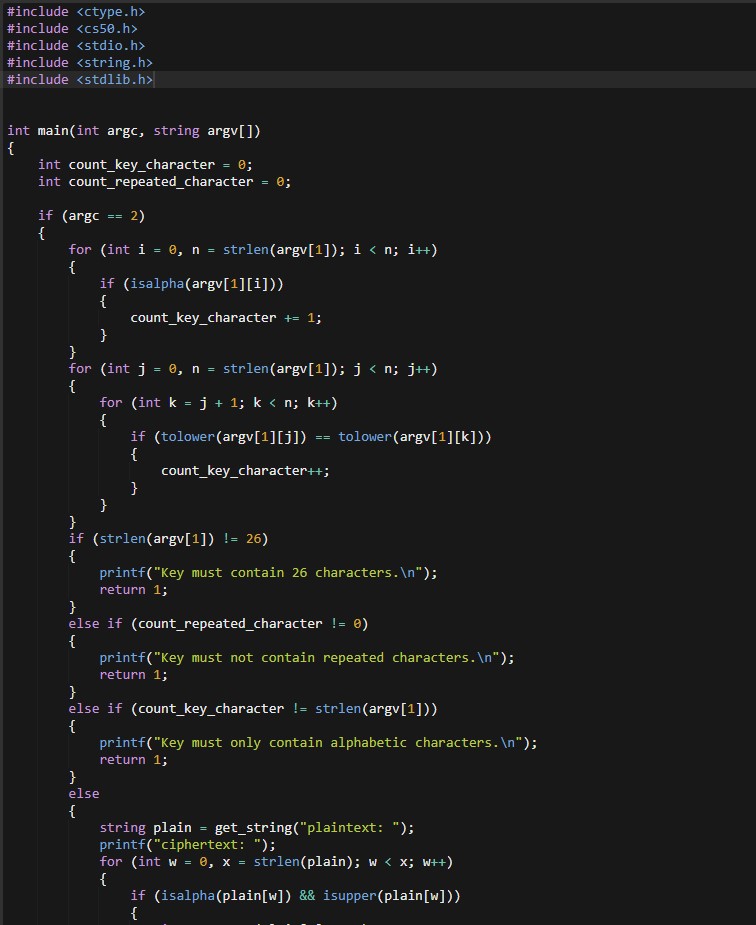 #include <ctype.h>
#include <cs50.h>
#include <stdio.h>
#include <string.h>
#include <stdlib.h>
int main(int argc, string argv[])
{
    int count_key_character = 0;
    int count_repeated_character = 0;
    if (argc == 2)
    {
        for (int i = 0, n = strlen(argv[1]); i < n; i++)
        {
            if (isalpha(argv[1][i]))
            {
                count_key_character += 1;
            }
        }
        for (int j = 0, n = strlen(argv[1]); j < n; j++)
        {
            for (int k = j + 1; k < n; k++)
            {
                if (tolower(argv[1][j]) == tolower(argv[1][k]))
                {
                    count_key_character++;
                }
            }
        }
        if (strlen(argv[1]) != 26)
        {
            printf("Key must contain 26 characters.\n");
            return 1;
        }
        else if (count_repeated_character != 0)
        {
            printf("Key must not contain repeated characters.\n");
            return 1;
        }
        else if (count_key_character != strlen(argv[1]))
        {
            printf("Key must only contain alphabetic characters.\n");
            return 1;
        }
        else
        {
            string plain = get_string("plaintext: ");
            printf("ciphertext: ");
            for (int w = 0, x = strlen(plain); w < x; w++)
            {
                if (isalpha(plain[w]) && isupper(plain[w]))
                {